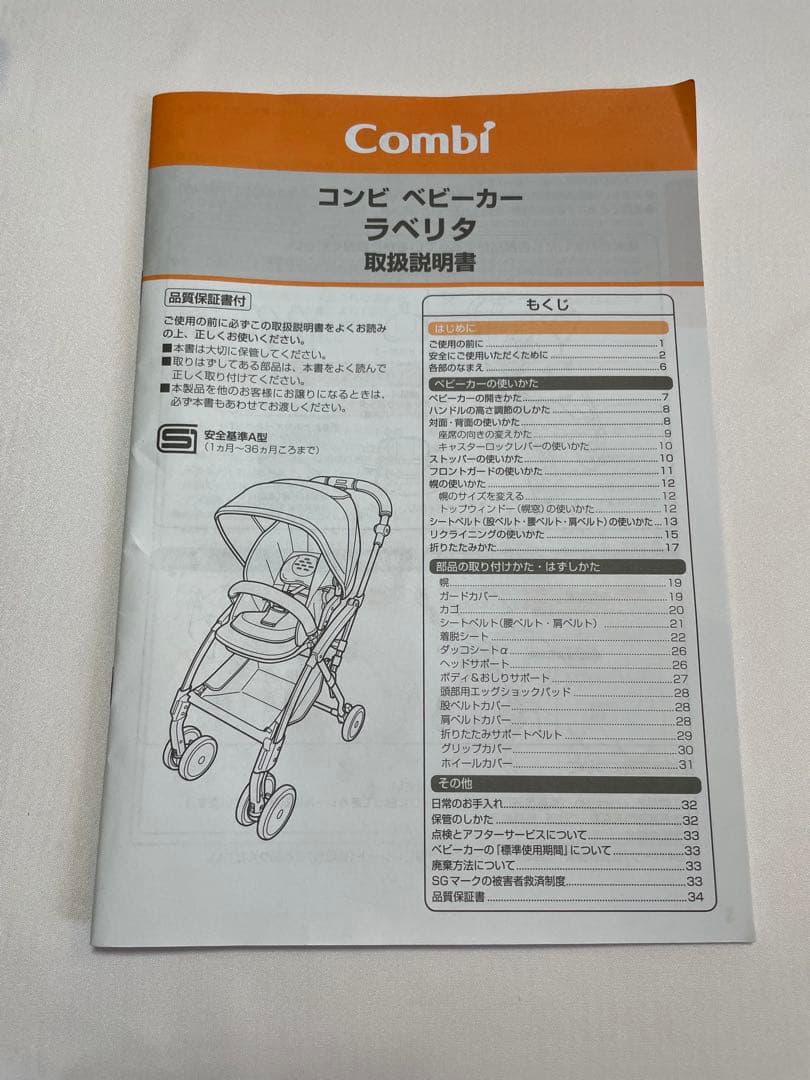 Combi
コンビ ベビーカー
ラベリタ
取扱説明書
品質保証書付
ご使用の前に必ずこの取扱説明書をよくお読み
の上、正しくお使いください。
■本書は大切に保管してください。
■取りはずしてある部品は、本書をよく読んで
正しく取り付けてください。
■本製品を他のお客様にお譲りになるときは、
必ず本書もあわせてお渡しください。
安全基準A型
(1ヵ月〜36ヵ月ころまで)
もくじ
はじめに
ご使用の前に 1
安全にご使用いただくために 2
各部のなまえ 6
ベビーカーの使いかた
ベビーカーの開きかた 7
ハンドルの高さ調節のしかた 8
対面・背面の使いかた 8
座席の向きの変えかた 9
キャスターロックレバーの使いかた 10
ストッパーの使いかた 10
フロントガードの使いかた 11
幌の使いかた 12
幌のサイズを変える 12
トップウィンドー(幌窓)の使いかた 12
シートベルト(股ベルト・腰ベルト・肩ベルト)の使いかた 13
リクライニングの使いかた 15
折りたたみかた 17
部品の取り付けかた・はずしかた
幌 19
ガードカバー 19
カゴ 20
シートベルト(腰ベルト・肩ベルト) 21
着脱シート 22
ダッコシートα 26
ヘッドサポート 26
ボディ&おしりサポート 27
頭部用エッグショックパッド 28
股ベルトカバー 28
肩ベルトカバー 28
折りたたみサポートベルト 29
グリップカバー 30
ホイールカバー 31
その他
日常のお手入れ 32
保管のしかた 32
点検とアフターサービスについて 33
ベビーカーの「標準使用期間」について 33
廃棄方法について 33
SGマークの被害者救済制度 33
品質保証書 34